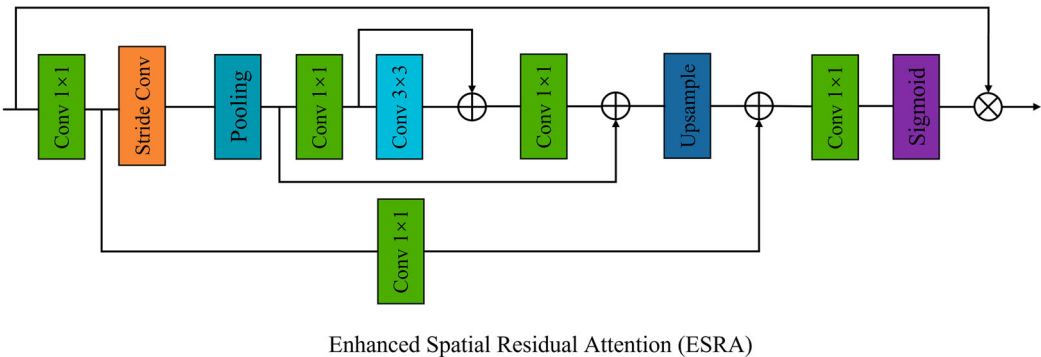 Conv 1×1
Stride Conv
Pooling
Conv 1×1
Conv 3×3
Conv 1×1
Upsample
Conv 1×1
Sigmoid
Conv 1×1
Enhanced Spatial Residual Attention (ESRA)